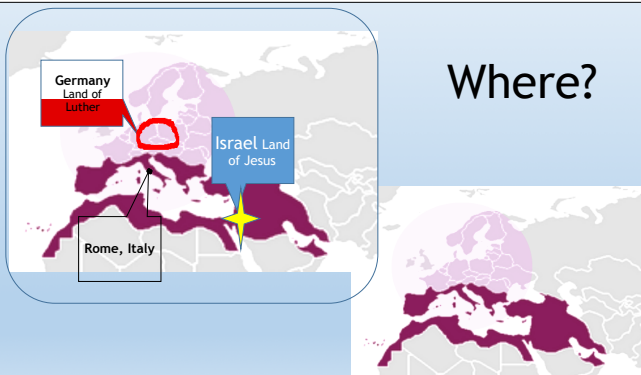 Where?
Germany
Land of
Luther
Israel Land
of Jesus
Rome, Italy